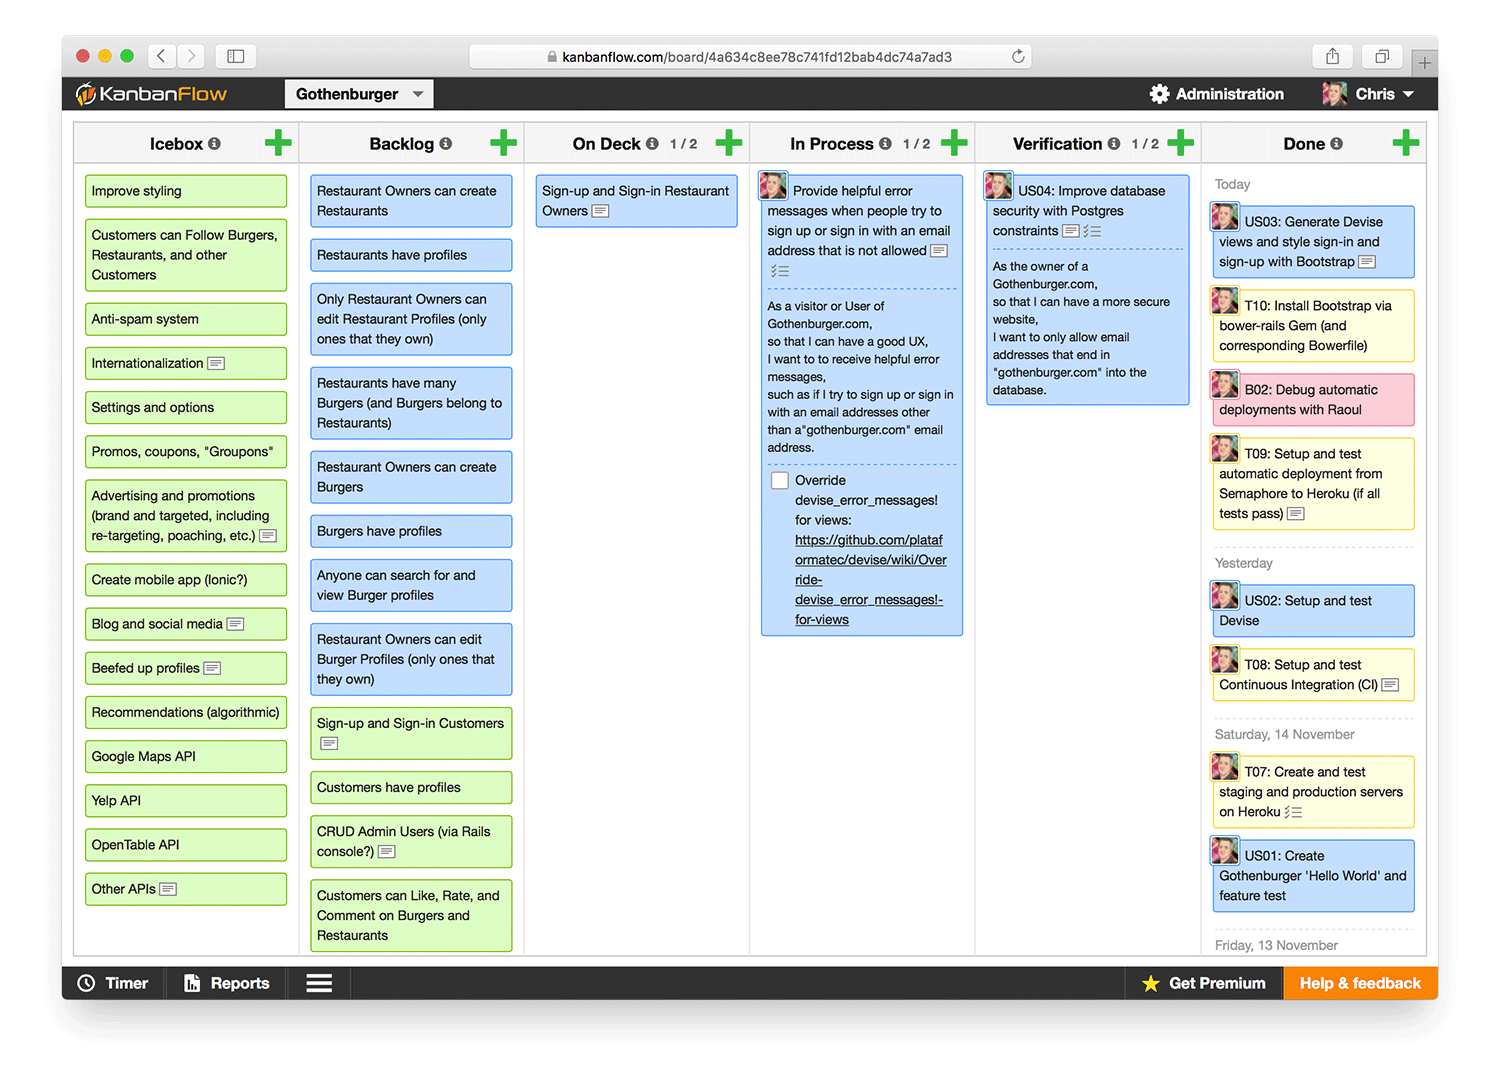 kanbanflow.com/board/4a634c8ee78c741fd12bab4dc74a7ad3
KanbanFlow
Gothenburger
Administration
Chris
Icebox
Improve styling
Customers can Follow Burgers,
Restaurants, and other
Customers
Anti-spam system
Internationalization
Settings and options
Promos, coupons, "Groupons"
Advertising and promotions
(brand and targeted, including
re-targeting, poaching, etc.)
Create mobile app (Ionic?)
Blog and social media
Beefed up profiles
Recommendations (algorithmic)
Google Maps API
Yelp API
OpenTable API
Other APIs
Backlog
Restaurant Owners can create
Restaurants
Restaurants have profiles
Only Restaurant Owners can
edit Restaurant Profiles (only
ones that they own)
Restaurants have many
Burgers (and Burgers belong to
Restaurants)
Restaurant Owners can create
Burgers
Burgers have profiles
Anyone can search for and
view Burger profiles
Restaurant Owners can edit
Burger Profiles (only ones that
they own)
Sign-up and Sign-in Customers
Customers have profiles
CRUD Admin Users (via Rails
console?)
Customers can Like, Rate, and
Comment on Burgers and
Restaurants
On Deck 1 / 2
Sign-up and Sign-in Restaurant
Owners
In Process 1 / 2
Provide helpful error
messages when people try to
sign up or sign in with an email
address that is not allowed
As a visitor or User of
Gothenburger.com,
so that I can have a good UX,
I want to to receive helpful error
messages,
such as if I try to sign up or sign in
with an email addresses other
than a"gothenburger.com" email
address.
Override
devise_error_messages!
for views:
https://github.com/plataf
ormatec/devise/wiki/Over
ride-
devise_error_messages!-
for-views
Verification 1 / 2
US04: Improve database
security with Postgres
constraints
As the owner of a
Gothenburger.com,
so that I can have a more secure
website,
I want to only allow email
addresses that end in
"gothenburger.com" into the
database.
Done
Today
US03: Generate Devise
views and style sign-in and
sign-up with Bootstrap
T10: Install Bootstrap via
bower-rails Gem (and
corresponding Bowerfile)
B02: Debug automatic
deployments with Raoul
T09: Setup and test
automatic deployment from
Semaphore to Heroku (if all
tests pass)
Yesterday
US02: Setup and test
Devise
T08: Setup and test
Continuous Integration (CI)
Saturday, 14 November
T07: Create and test
staging and production servers
on Heroku
US01: Create
Gothenburger 'Hello World' and
feature test
Friday, 13 November
Timer
Reports
Get Premium
Help & feedback